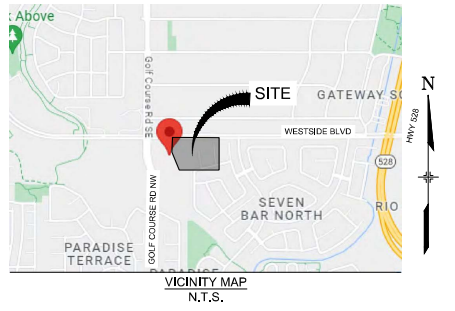 k Above
Golf Course Rd SE
SITE
GATEWAY SC
HWY 528
N
WESTSIDE BLVD
528
GOLF COURSE RD NW
SEVEN
BAR NORTH
RIO
PARADISE
TERRACE
PARADISE
VICINITY MAP
N.T.S.